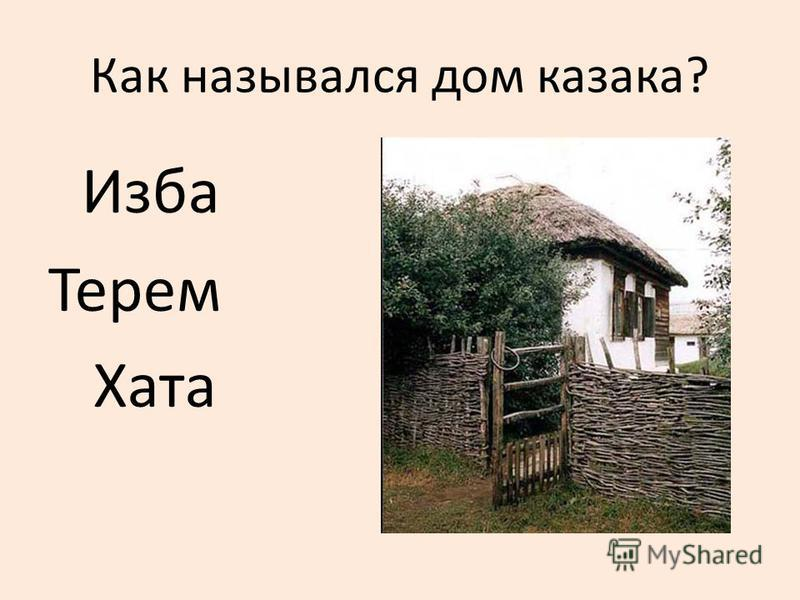 Как назывался дом казака?
Изба
Терем
Хата
MyShared